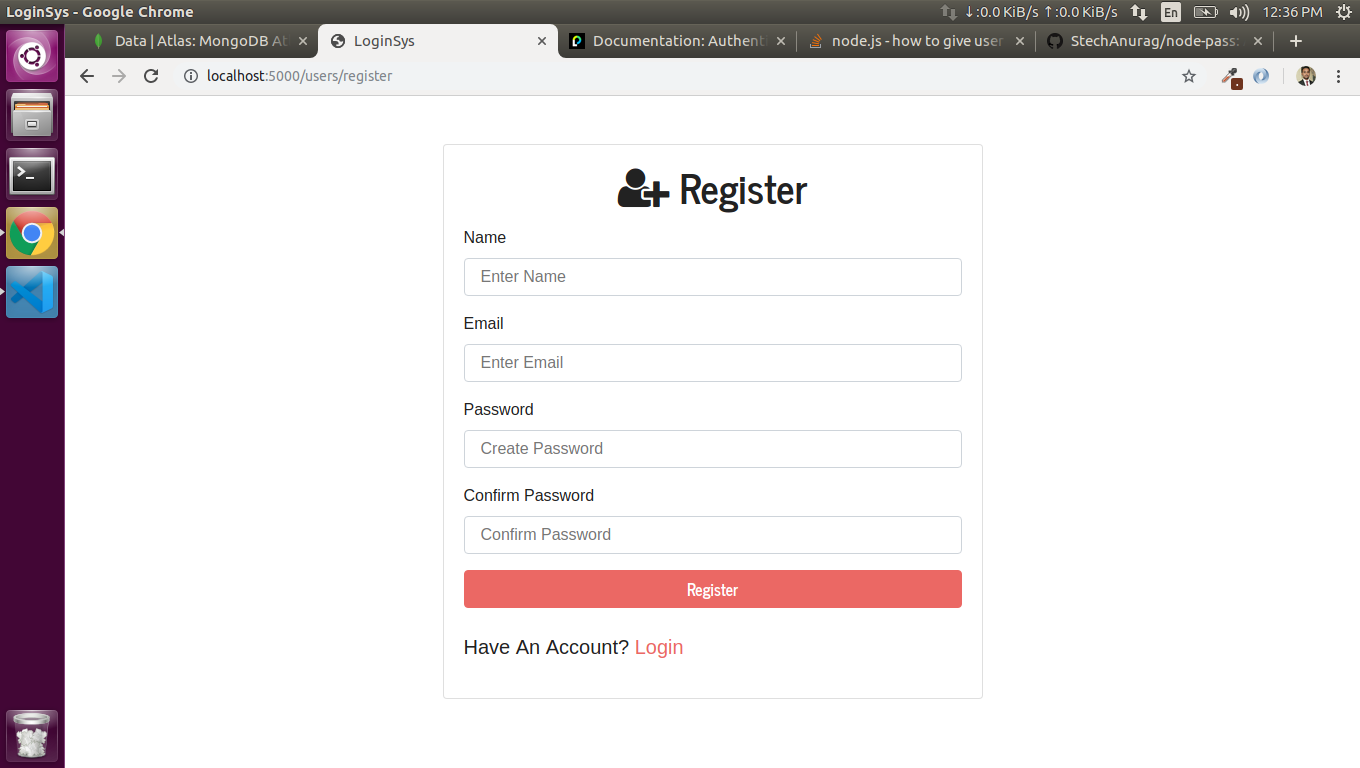 LoginSys - Google Chrome
↓:0.0 KiB/s ↑:0.0 KiB/s En 12:36 PM
Data | Atlas: MongoDB At LoginSys Documentation: Authenti node.js - how to give user StechAnurag/node-pass
localhost:5000/users/register
Register
Name
Enter Name
Email
Enter Email
Password
Create Password
Confirm Password
Confirm Password
Register
Have An Account? Login